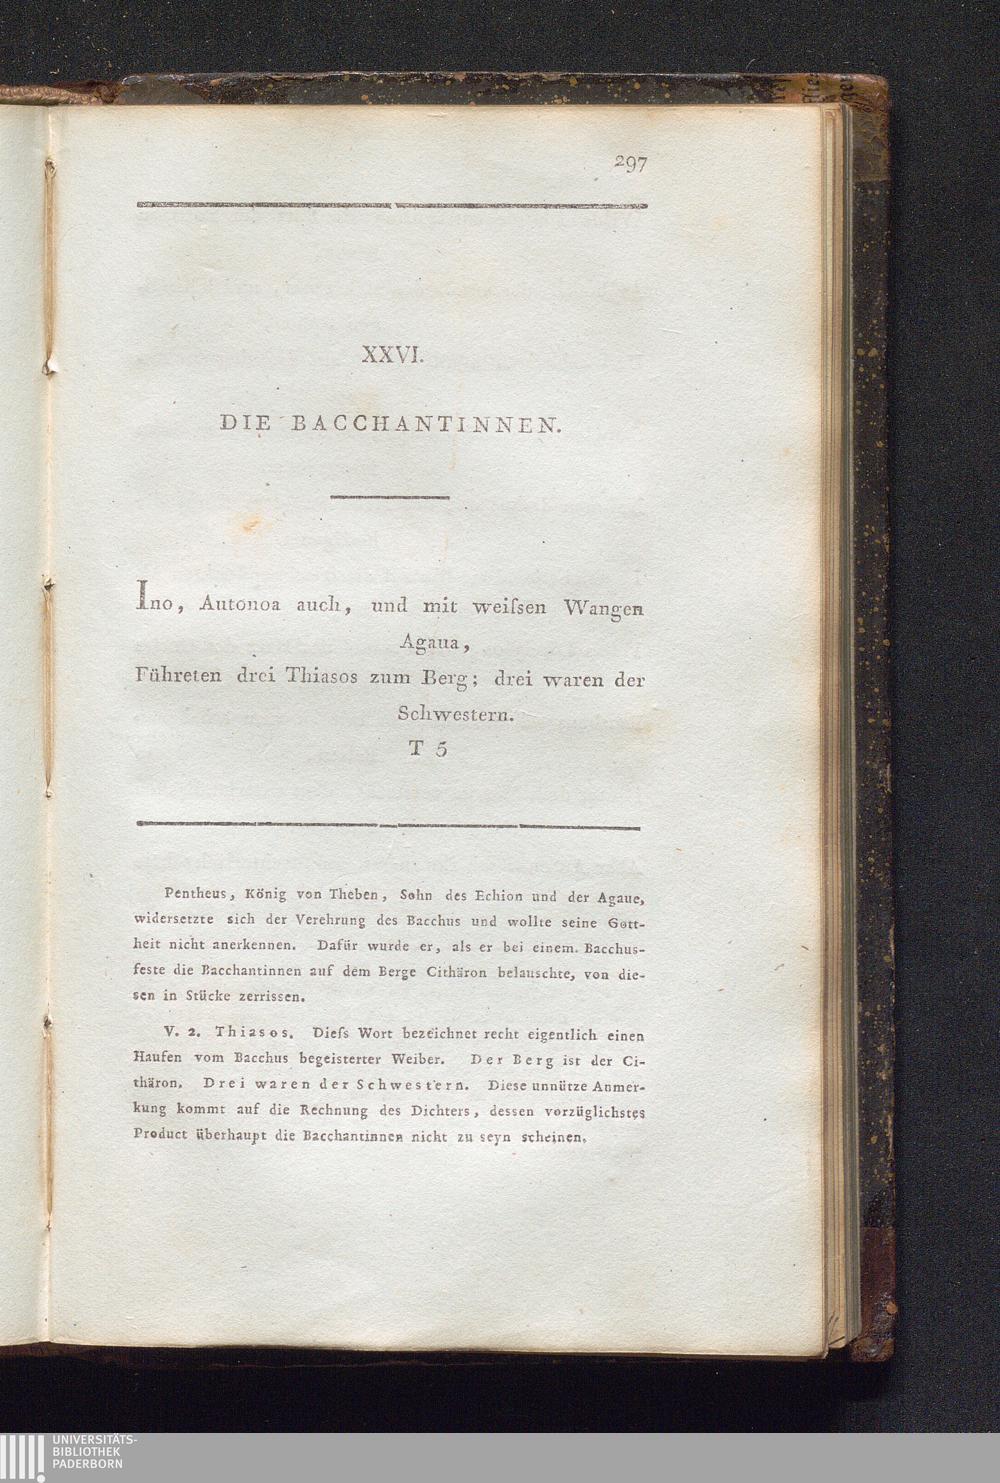 297
XXVI.
DIE BACCHANTINNEN.
Ino, Autonoa auch, und mit weiſsen Wangen
Agaua,
Führeten drei Thiasos zum Berg; drei waren der
Schwestern.
T 5
Pentheus, König von Theben, Sohn des Echion und der Agaue,
widersetzte sich der Verehrung des Bacchus und wollte seine Gott-
heit nicht anerkennen. Dafür wurde er, als er bei einem Bacchus-
feste die Bacchantinnen auf dem Berge Cithäron belauschte, von die-
sen in Stücke zerrissen.
V. 2. Thiasos. Dieſs Wort bezeichnet recht eigentlich einen
Haufen vom Bacchus begeisterter Weiber. Der Berg ist der Ci-
thäron. Drei waren der Schwestern. Diese unnütze Anmer-
kung kommt auf die Rechnung des Dichters, dessen vorzüglichstes
Product überhaupt die Bacchantinnen nicht zu seyn scheinen.
UNIVERSITÄTS-
BIBLIOTHEK
PADERBORN